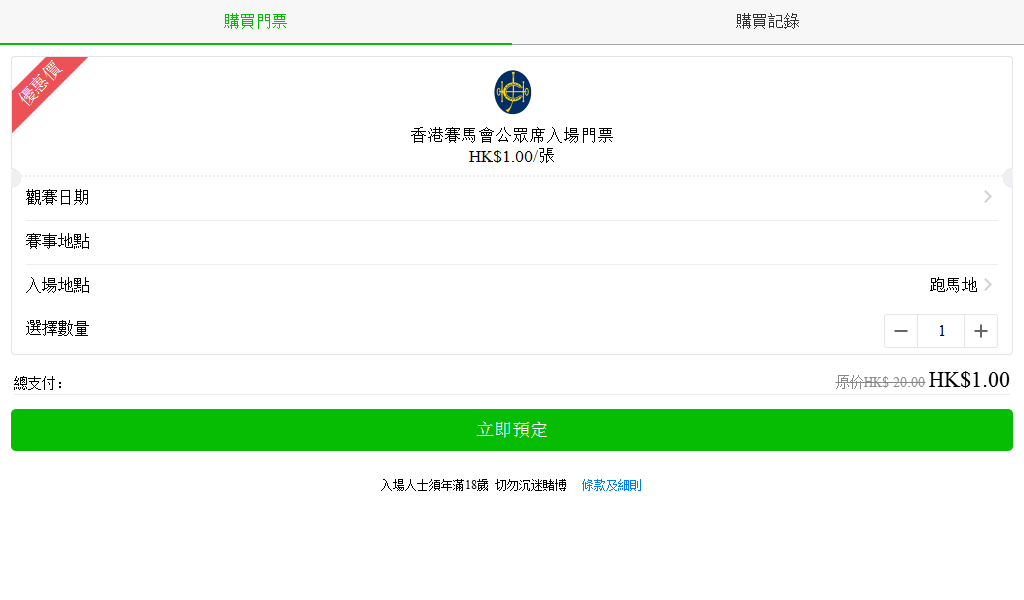 購買門票
購買記錄
優惠價
香港賽馬會公眾席入場門票
HK$1.00/張
觀賽日期
賽事地點
入場地點 跑馬地
選擇數量 1
總支付： 原价HK$ 20.00 HK$1.00
立即預定
入場人士須年滿18歲 切勿沉迷賭博 條款及細則